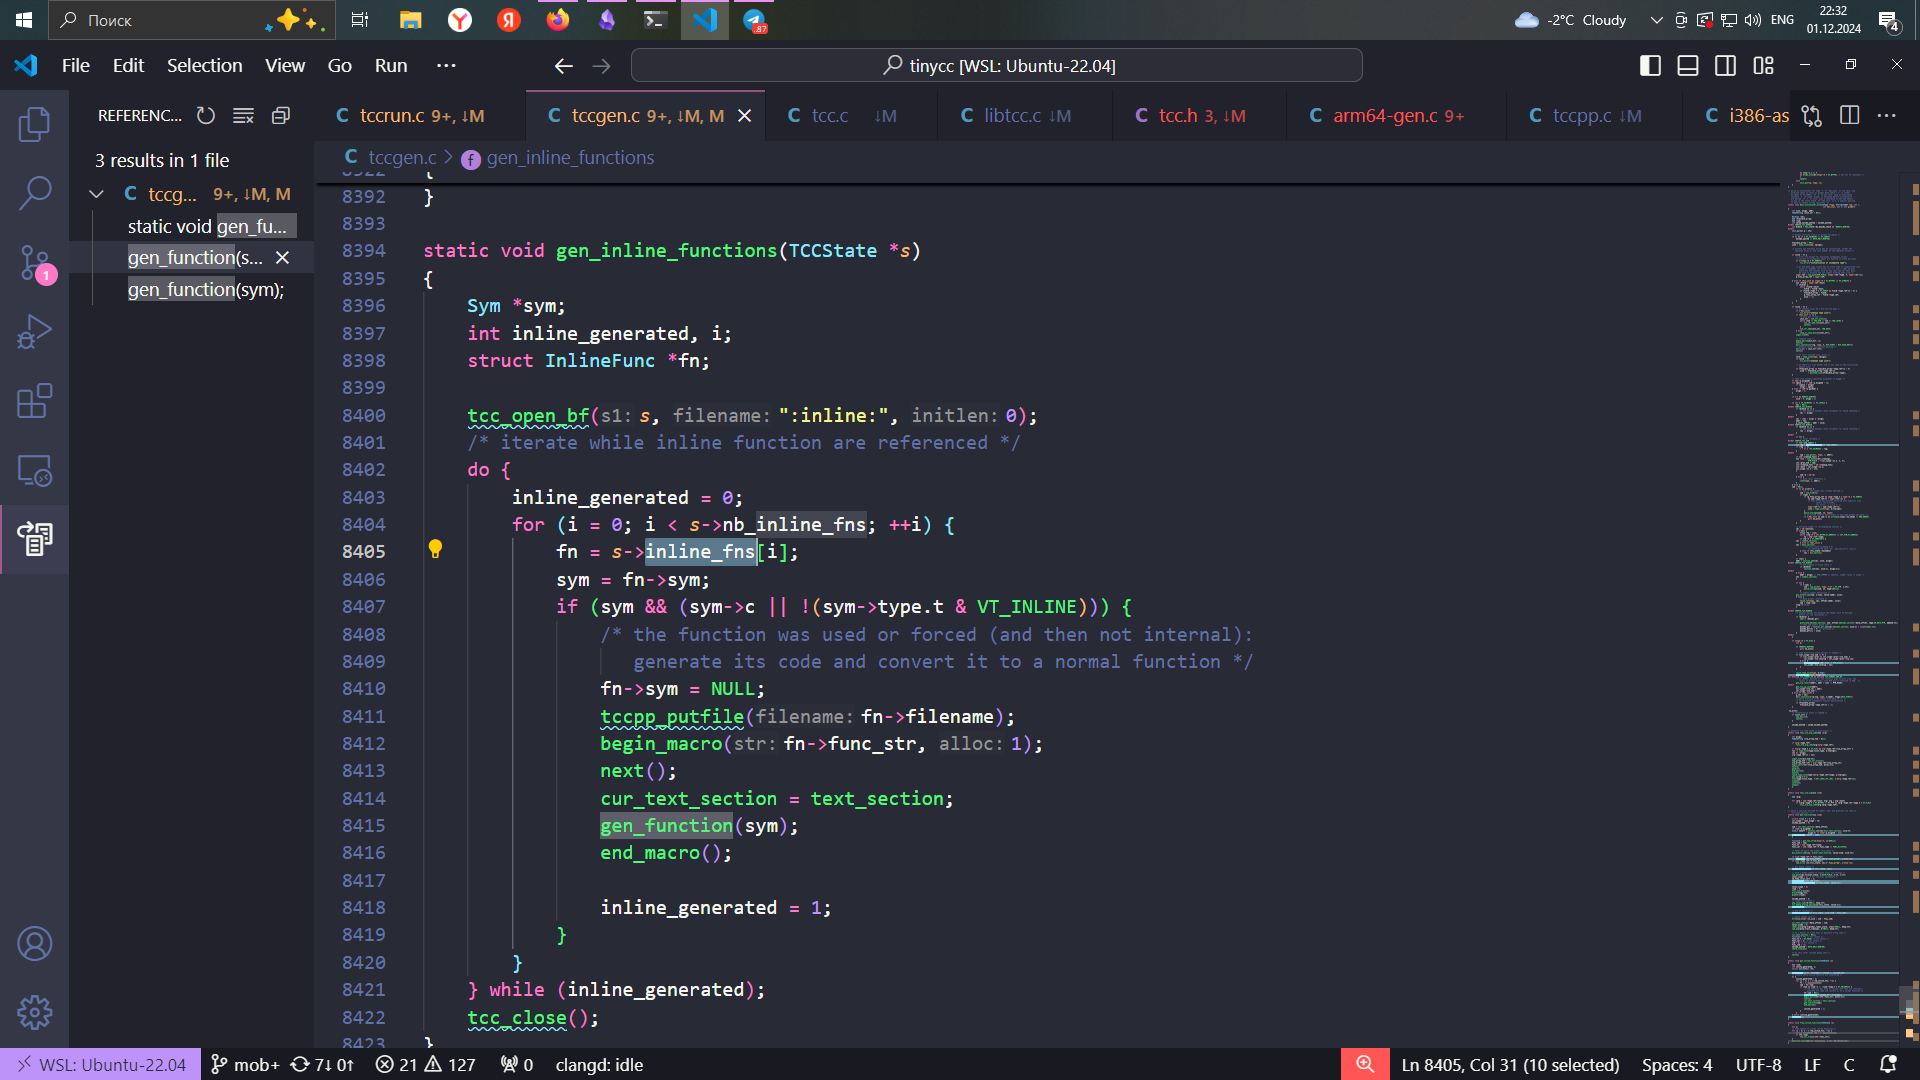 Поиск
.87
-2°C Cloudy
ENG
22:32
01.12.2024
4
File Edit Selection View Go Run ···
tinycc [WSL: Ubuntu-22.04]
REFERENC...
C tccrun.c 9+, ↓M
C tccgen.c 9+, ↓M, M
C tcc.c ↓M
C libtcc.c ↓M
C tcc.h 3, ↓M
C arm64-gen.c 9+
C tccpp.c ↓M
C i386-as
C tccgen.c > f gen_inline_functions
3 results in 1 file
C tccg... 9+, ↓M, M
static void gen_fu...
gen_function(s...
gen_function(sym);
1
8392 }
8393
8394 static void gen_inline_functions(TCCState *s)
8395 {
8396     Sym *sym;
8397     int inline_generated, i;
8398     struct InlineFunc *fn;
8399
8400     tcc_open_bf(s1: s, filename: ":inline:", initlen: 0);
8401     /* iterate while inline function are referenced */
8402     do {
8403         inline_generated = 0;
8404         for (i = 0; i < s->nb_inline_fns; ++i) {
8405             fn = s->inline_fns[i];
8406             sym = fn->sym;
8407             if (sym && (sym->c || !(sym->type.t & VT_INLINE))) {
8408                 /* the function was used or forced (and then not internal):
8409                    generate its code and convert it to a normal function */
8410                 fn->sym = NULL;
8411                 tccpp_putfile(filename: fn->filename);
8412                 begin_macro(str: fn->func_str, alloc: 1);
8413                 next();
8414                 cur_text_section = text_section;
8415                 gen_function(sym);
8416                 end_macro();
8417
8418                 inline_generated = 1;
8419             }
8420         }
8421     } while (inline_generated);
8422     tcc_close();
8423 }
WSL: Ubuntu-22.04
mob+ 7↓ 0↑
21 127
0
clangd: idle
Ln 8405, Col 31 (10 selected)
Spaces: 4
UTF-8
LF
C